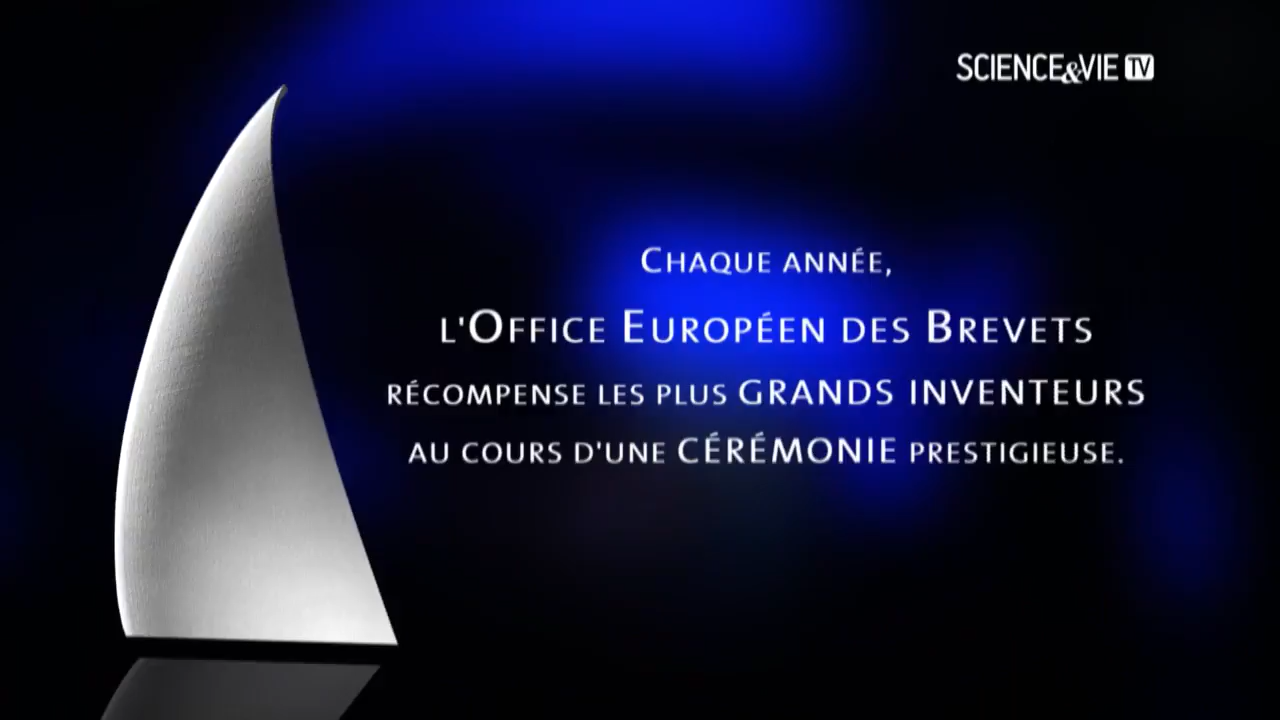 SCIENCE&VIE TV
CHAQUE ANNÉE,
L'OFFICE EUROPÉEN DES BREVETS
RÉCOMPENSE LES PLUS GRANDS INVENTEURS
AU COURS D'UNE CÉRÉMONIE PRESTIGIEUSE.